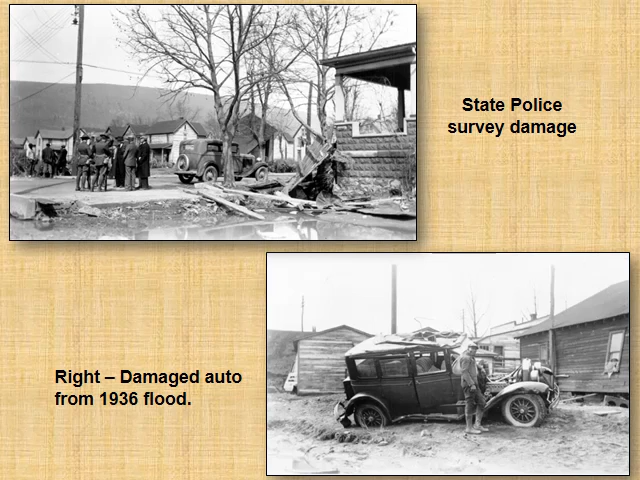 State Police
survey damage
Right – Damaged auto
from 1936 flood.